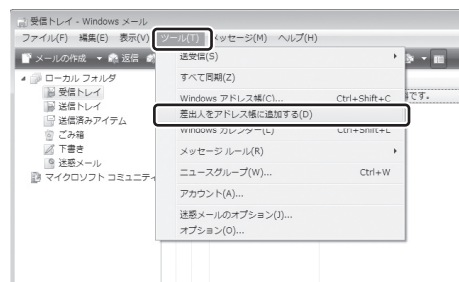 受信トレイ - Windows メール
ファイル(F) 編集(E) 表示(V) ツール(T) メッセージ(M) ヘルプ(H)
メールの作成 返信
ローカル フォルダ
受信トレイ
送信トレイ
送信済みアイテム
ごみ箱
下書き
迷惑メール
マイクロソフト コミュニティ
送受信(S)
すべて同期(Z)
Windows アドレス帳(C)... Ctrl+Shift+C
差出人をアドレス帳に追加する(D)
Windows カレンダー(L) Ctrl+Shift+L
メッセージ ルール(R)
ニュースグループ(W)... Ctrl+W
アカウント(A)...
迷惑メールのオプション(J)...
オプション(O)...
です。